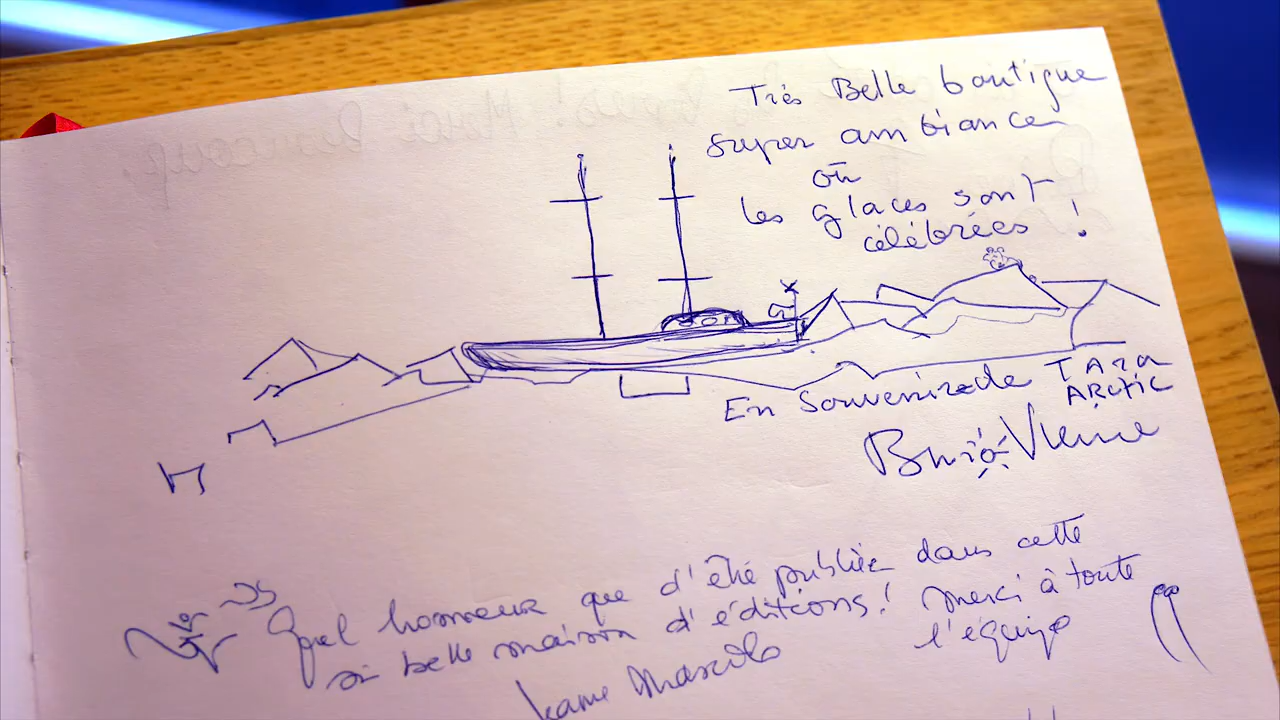 Très Belle boutique
super ambiance
où
les glaces sont
célébrées !
En souvenir de TARA
ARCTIC
Quel honneur que d'été publiée dans cette
si belle maison d'éditions ! Merci à toute
l'équipe